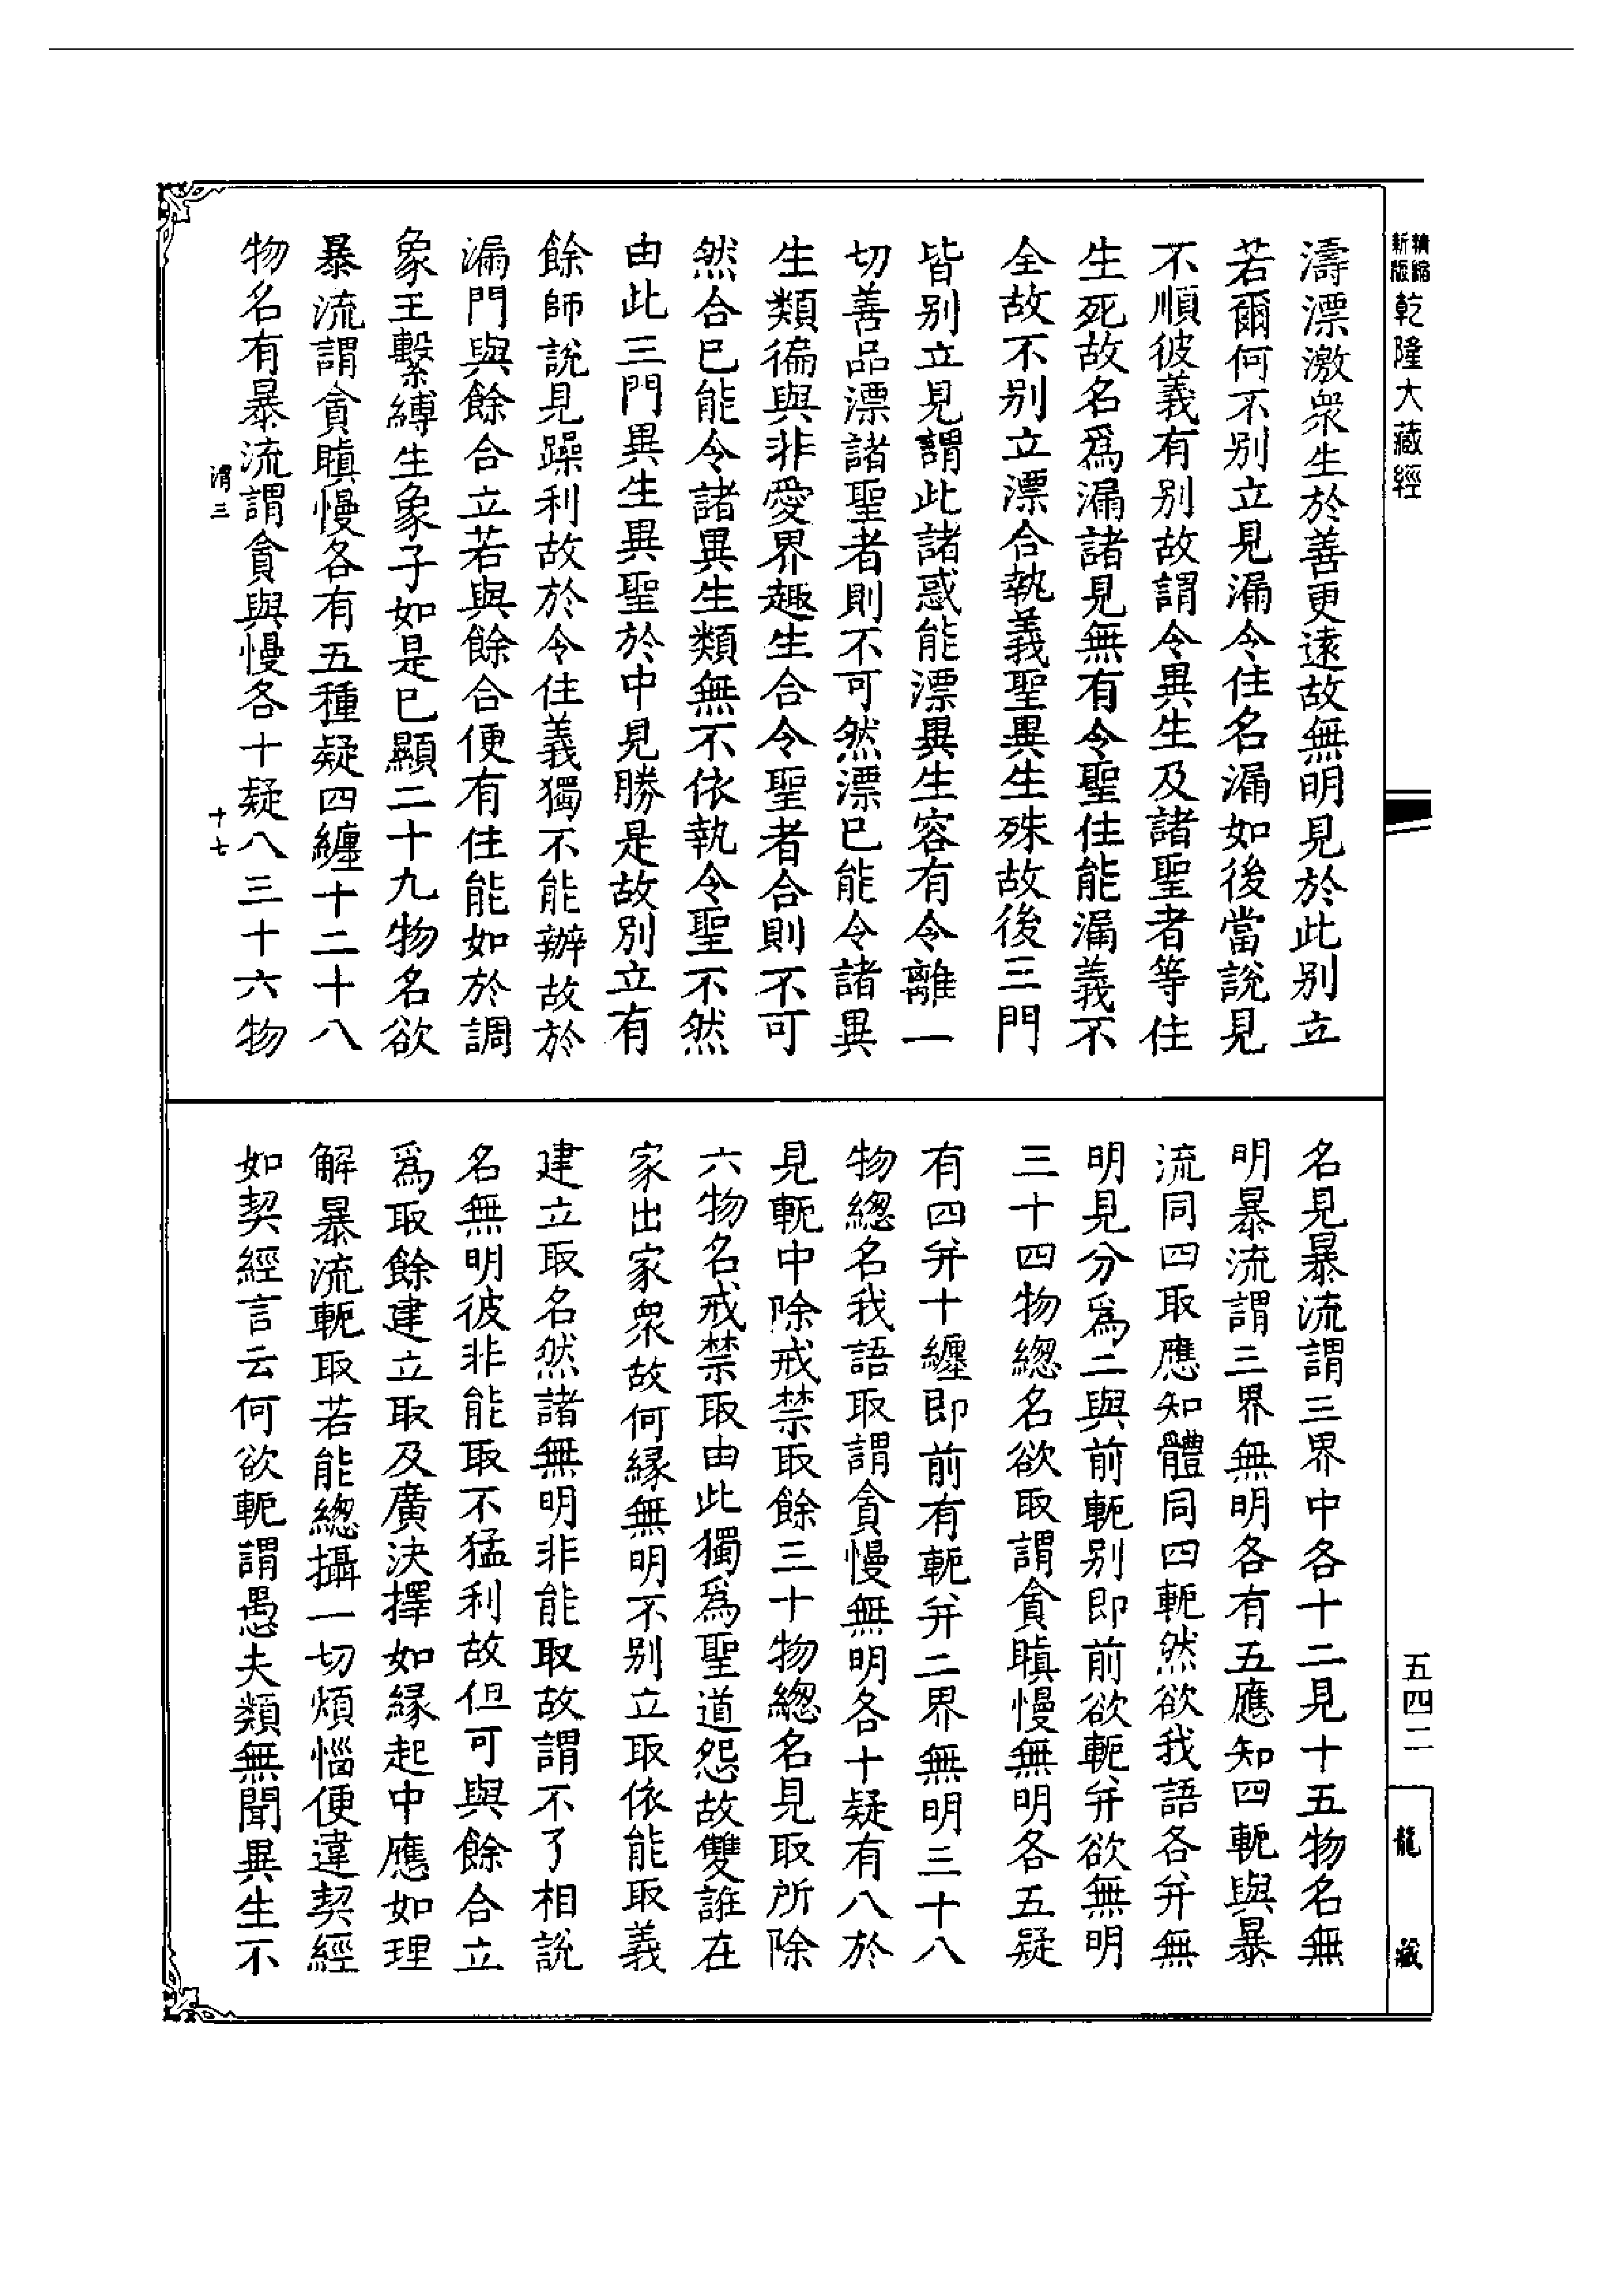 精縮新版乾隆大藏經
濤漂激衆生於善更遠故無明見於此别立
若爾何不别立見漏令住名漏如後當說見
不順彼義有别故謂令異生及諸聖者等住
生死故名爲漏諸見無有令聖住能漏義不
全故不别立漂合執義聖異生殊故後三門
皆别立見謂此諸惑能漂異生容有令離一
切善品漂諸聖者則不可然漂已能令諸異
生類徧與非愛界趣生合令聖者合則不可
然合已能令諸異生類無不依執令聖不然
由此三門異生異聖於中見勝是故别立有
餘師說見躁利故於令住義獨不能辦故於
漏門與餘合立若與餘合便有住能如於調
象王繫縛生象子如是已顯二十九物名欲
暴流謂貪瞋慢各有五種疑四纏十二十八
物名有暴流謂貪與慢各十疑八三十六物
渭三 十七
名見暴流謂三界中各十二見十五物名無
明暴流謂三界無明各有五應知四軛與暴
流同四取應知體同四軛然欲我語各并無
明見分爲二與前軛别即前欲軛并欲無明
三十四物總名欲取謂貪瞋慢無明各五疑
有四并十纏即前有軛并二界無明三十八
物總名我語取謂貪慢無明各十疑有八於
見軛中除戒禁取餘三十物總名見取所除
六物名戒禁取由此獨爲聖道怨故雙誑在
家出家衆故何緣無明不别立取依能取義
建立取名然諸無明非能取故謂不了相說
名無明彼非能取不猛利故但可與餘合立
爲取餘建立取及廣決擇如緣起中應如理
解暴流軛取若能總攝一切煩惱便違契經
如契經言云何欲軛謂愚夫類無聞異生不
五四二
龍藏